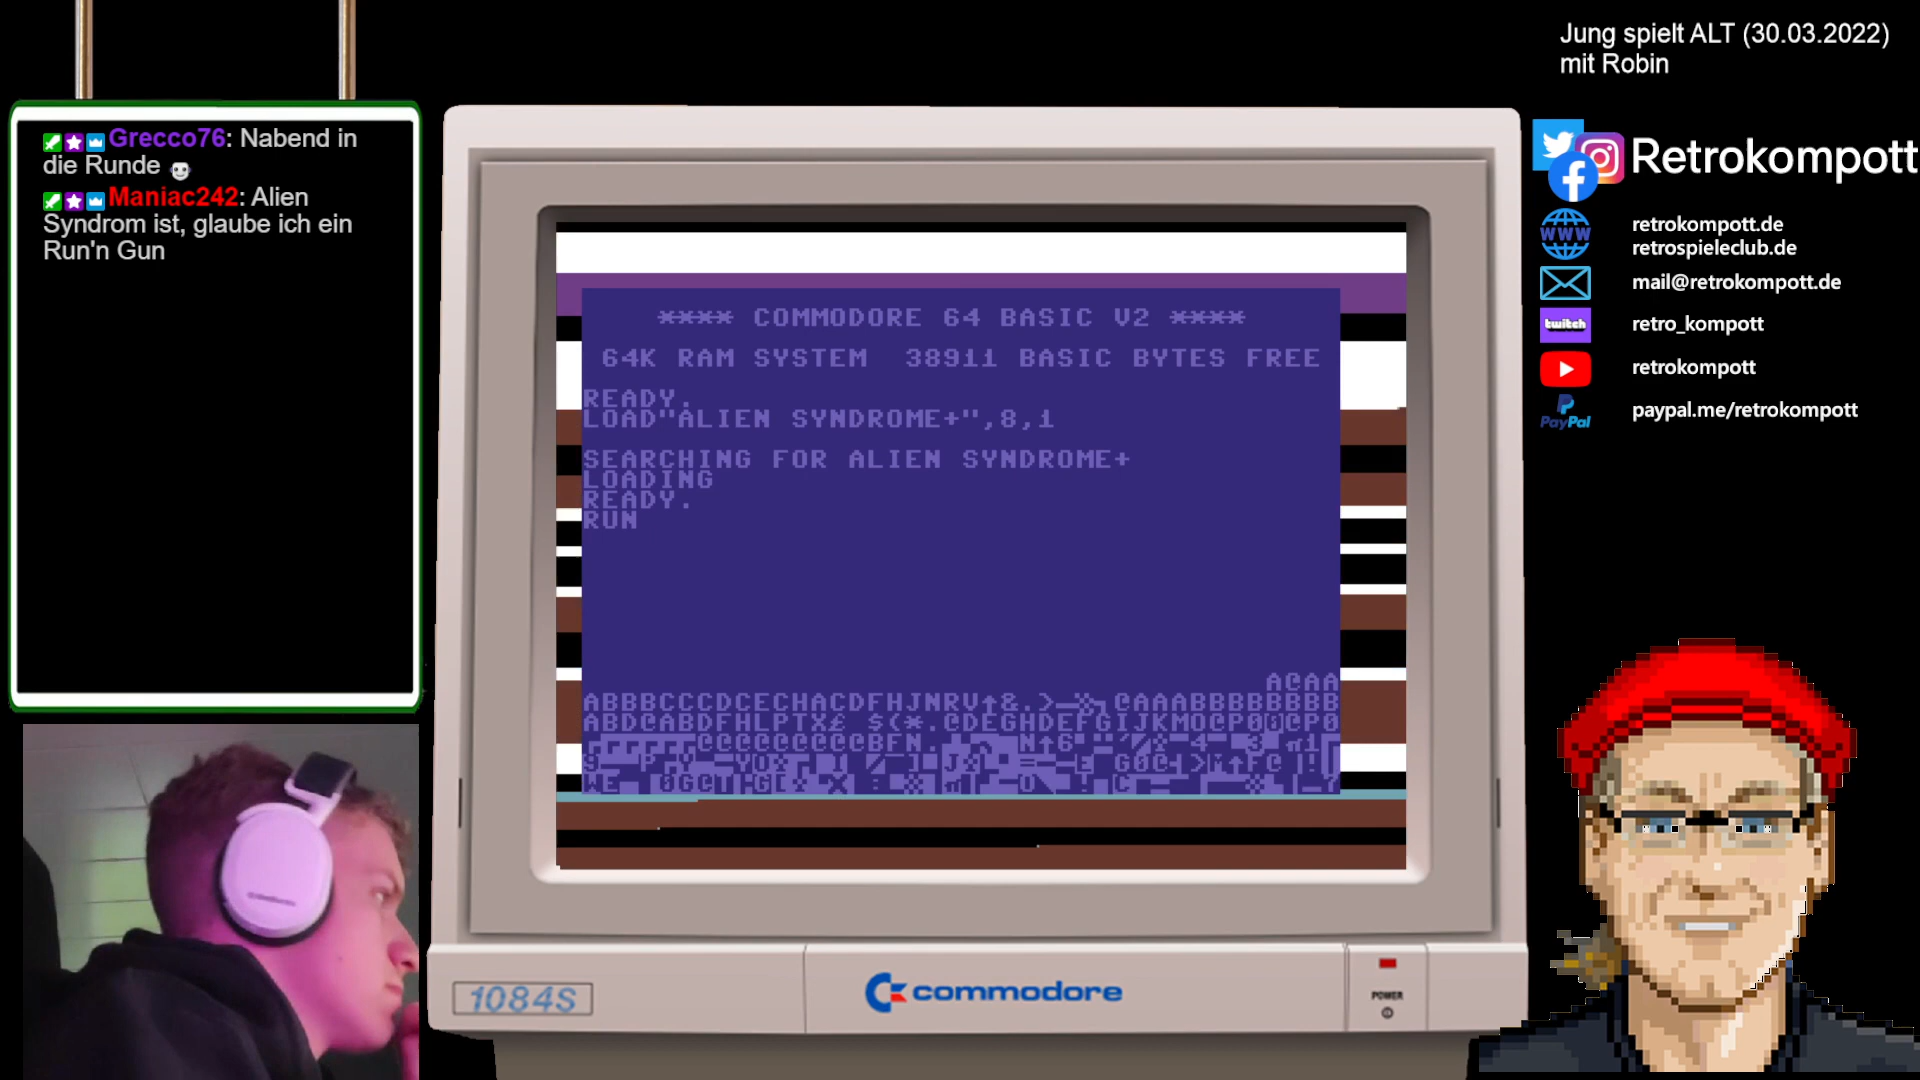 Jung spielt ALT (30.03.2022)
mit Robin
Grecco76: Nabend in
die Runde
Maniac242: Alien
Syndrom ist, glaube ich ein
Run'n Gun
**** COMMODORE 64 BASIC V2 ****
64K RAM SYSTEM  38911 BASIC BYTES FREE
READY.
LOAD"ALIEN SYNDROME+",8,1
SEARCHING FOR ALIEN SYNDROME+
LOADING
READY.
RUN
A@AA
1084S
commodore
POWER
Retrokompott
WWW
retrokompott.de
retrospieleclub.de
mail@retrokompott.de
twitch
retro_kompott
retrokompott
PayPal
paypal.me/retrokompott